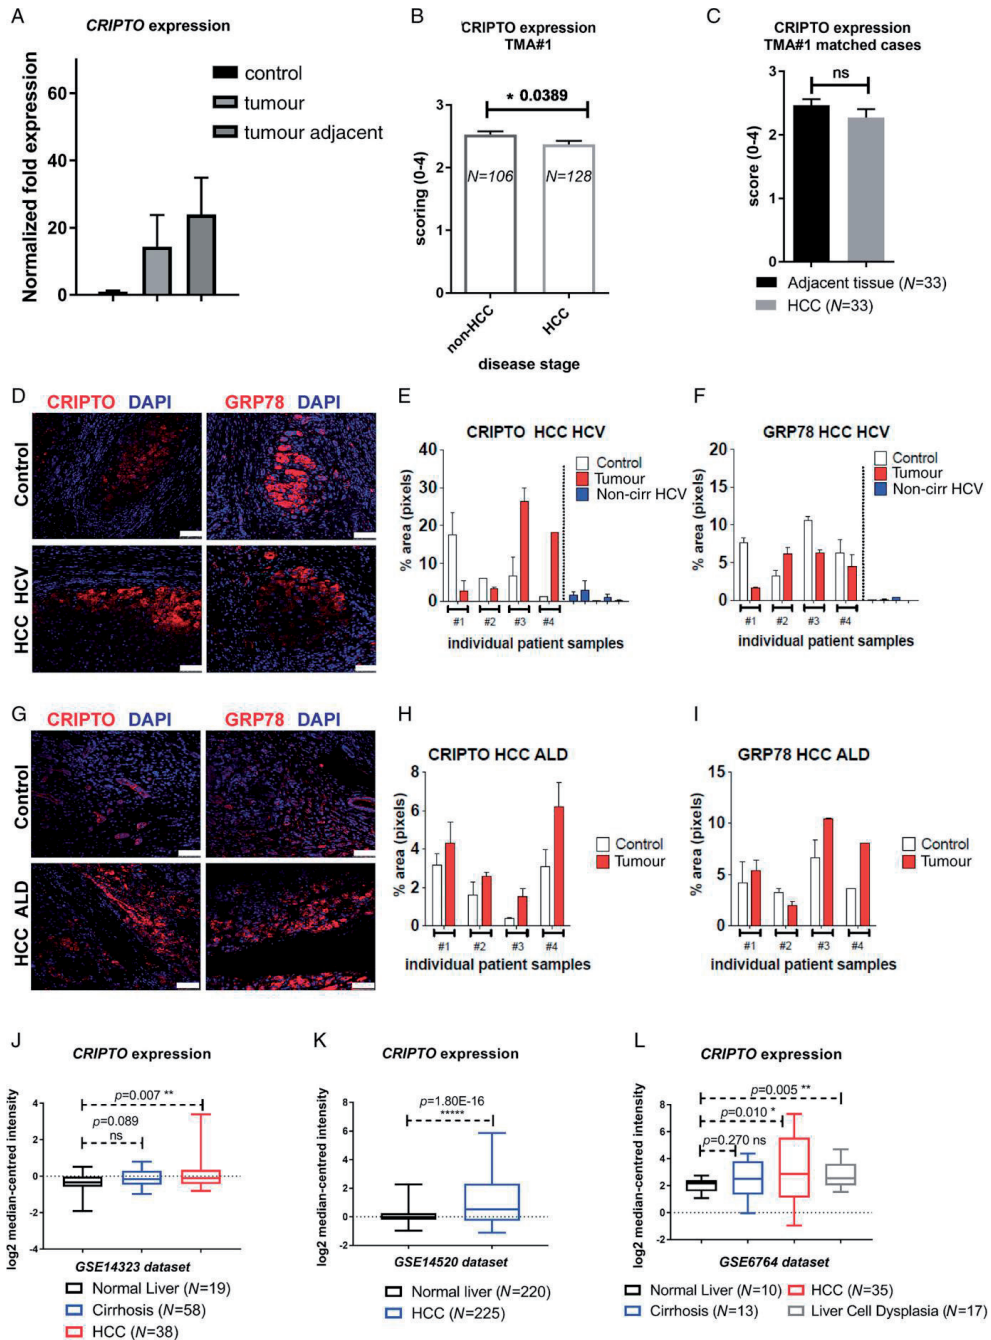 A
CRIPTO expression
Normalized fold expression
60
40
20
0
control
tumour
tumour adjacent
B
CRIPTO expression
TMA#1
* 0.0389
scoring (0-4)
3
2
1
0
N=106
N=128
non-HCC
HCC
disease stage
C
CRIPTO expression
TMA#1 matched cases
ns
score (0-4)
3
2
1
0
Adjacent tissue (N=33)
HCC (N=33)
D
CRIPTO DAPI
GRP78 DAPI
Control
HCC HCV
E
CRIPTO HCC HCV
% area (pixels)
40
30
20
10
0
Control
Tumour
Non-cirr HCV
#1
#2
#3
#4
individual patient samples
F
GRP78 HCC HCV
% area (pixels)
20
15
10
5
0
Control
Tumour
Non-cirr HCV
#1
#2
#3
#4
individual patient samples
G
CRIPTO DAPI
GRP78 DAPI
Control
HCC ALD
H
CRIPTO HCC ALD
% area (pixels)
8
6
4
2
0
Control
Tumour
#1
#2
#3
#4
individual patient samples
I
GRP78 HCC ALD
% area (pixels)
15
10
5
0
Control
Tumour
#1
#2
#3
#4
individual patient samples
J
CRIPTO expression
log2 median-centred intensity
4
2
0
-2
-4
p=0.007 **
p=0.089
ns
GSE14323 dataset
Normal Liver (N=19)
Cirrhosis (N=58)
HCC (N=38)
K
CRIPTO expression
log2 median-centred intensity
8
6
4
2
0
-2
p=1.80E-16
*****
GSE14520 dataset
Normal liver (N=220)
HCC (N=225)
L
CRIPTO expression
log2 median-centred intensity
8
6
4
2
0
-2
p=0.005 **
p=0.010 *
p=0.270 ns
GSE6764 dataset
Normal Liver (N=10)
HCC (N=35)
Cirrhosis (N=13)
Liver Cell Dysplasia (N=17)